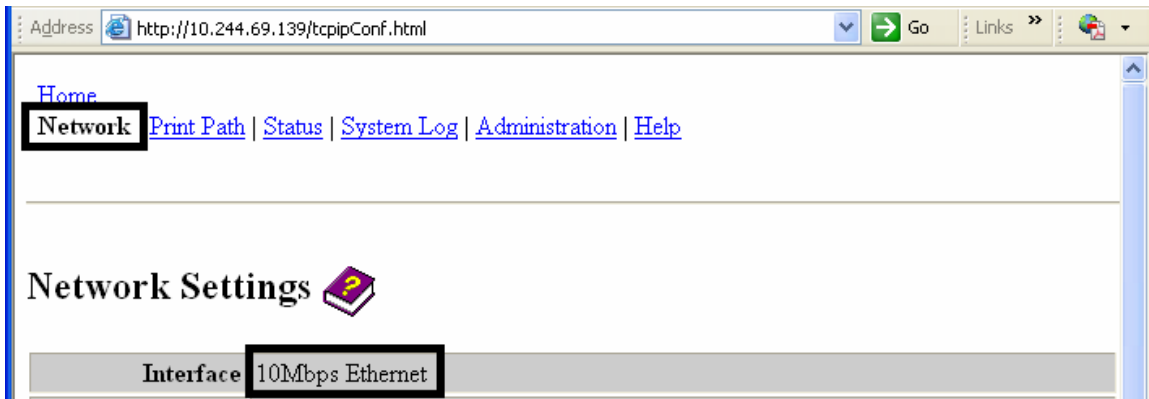 Address http://10.244.69.139/tcpipConf.html Go Links »
Home
Network Print Path | Status | System Log | Administration | Help
Network Settings ?
Interface 10Mbps Ethernet